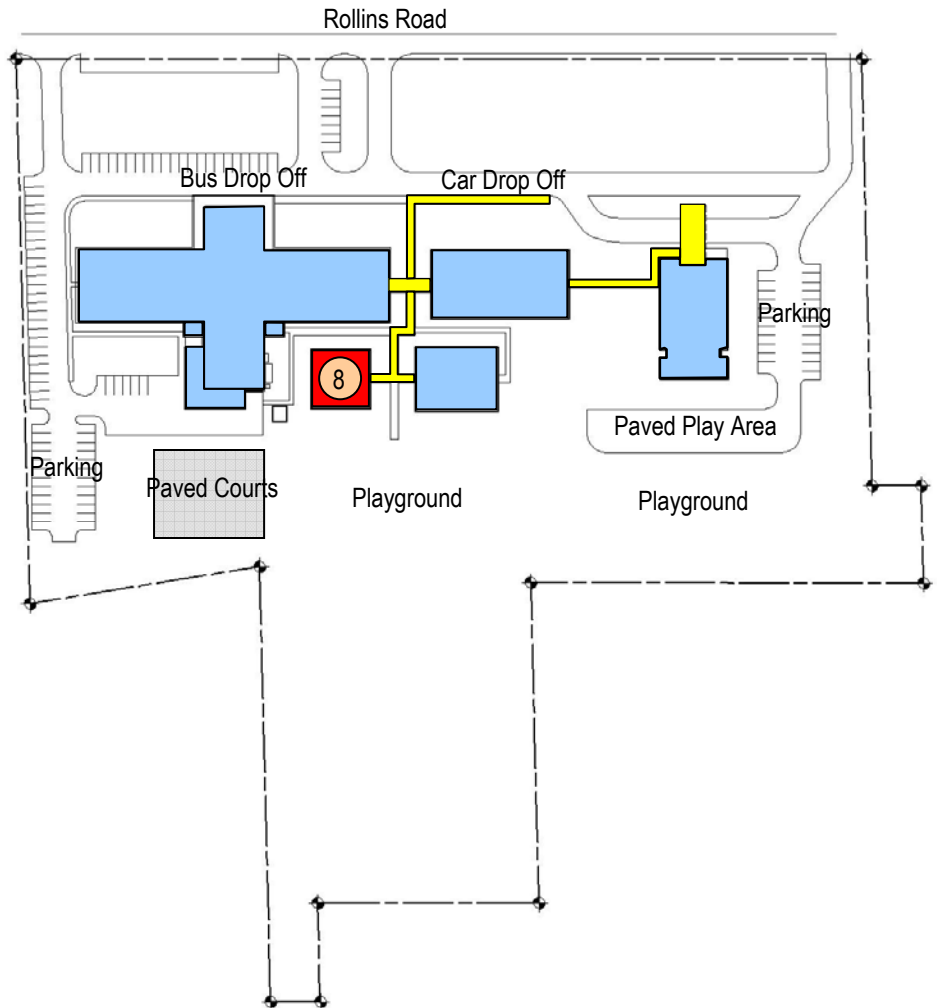 Rollins Road
Bus Drop Off
Car Drop Off
Parking
8
Paved Play Area
Parking
Paved Courts
Playground
Playground